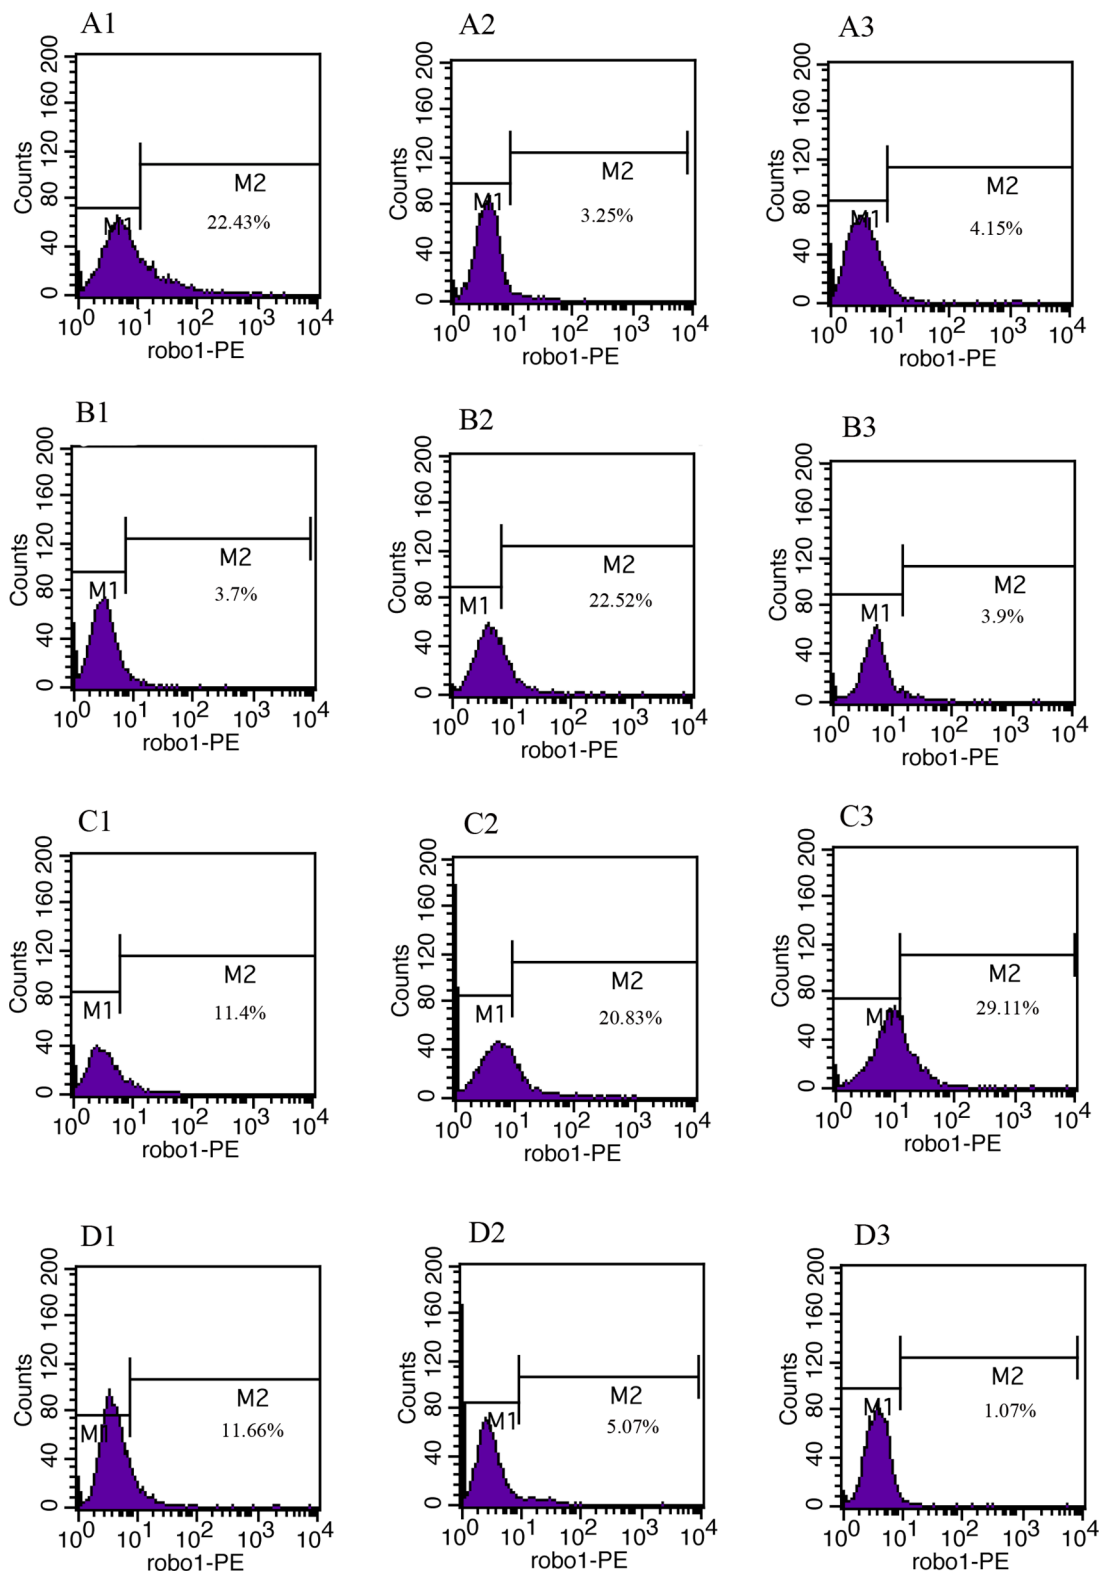 A1
A2
A3
Counts
0 40 80 120 160 200
M1
M2
22.43%
10^0 10^1 10^2 10^3 10^4
robo1-PE
Counts
0 40 80 120 160 200
M1
M2
3.25%
10^0 10^1 10^2 10^3 10^4
robo1-PE
Counts
0 40 80 120 160 200
M1
M2
4.15%
10^0 10^1 10^2 10^3 10^4
robo1-PE
B1
B2
B3
Counts
0 40 80 120 160 200
M1
M2
3.7%
10^0 10^1 10^2 10^3 10^4
robo1-PE
Counts
0 40 80 120 160 200
M1
M2
22.52%
10^0 10^1 10^2 10^3 10^4
robo1-PE
Counts
0 40 80 120 160 200
M1
M2
3.9%
10^0 10^1 10^2 10^3 10^4
robo1-PE
C1
C2
C3
Counts
0 40 80 120 160 200
M1
M2
11.4%
10^0 10^1 10^2 10^3 10^4
robo1-PE
Counts
0 40 80 120 160 200
M1
M2
20.83%
10^0 10^1 10^2 10^3 10^4
robo1-PE
Counts
0 40 80 120 160 200
M1
M2
29.11%
10^0 10^1 10^2 10^3 10^4
robo1-PE
D1
D2
D3
Counts
0 40 80 120 160 200
M1
M2
11.66%
10^0 10^1 10^2 10^3 10^4
robo1-PE
Counts
0 40 80 120 160 200
M1
M2
5.07%
10^0 10^1 10^2 10^3 10^4
robo1-PE
Counts
0 40 80 120 160 200
M1
M2
1.07%
10^0 10^1 10^2 10^3 10^4
robo1-PE